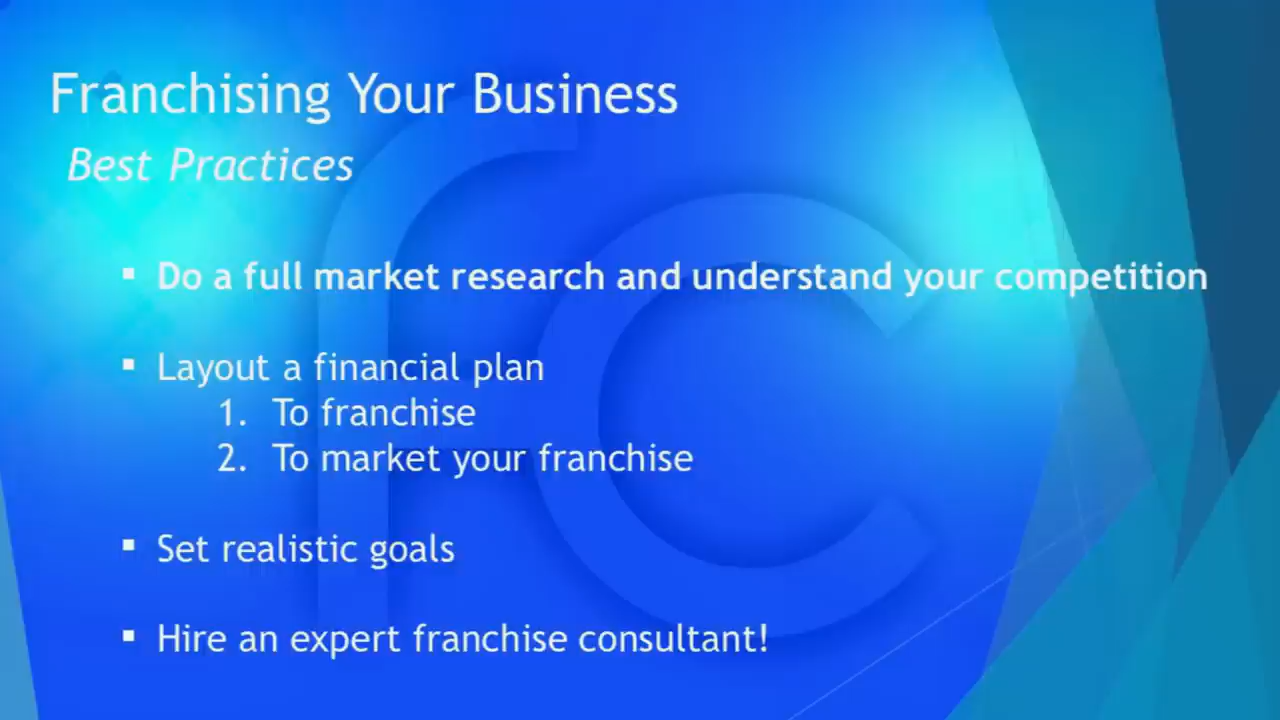 Franchising Your Business
Best Practices
▪ Do a full market research and understand your competition
▪ Layout a financial plan
1. To franchise
2. To market your franchise
▪ Set realistic goals
▪ Hire an expert franchise consultant!
fc